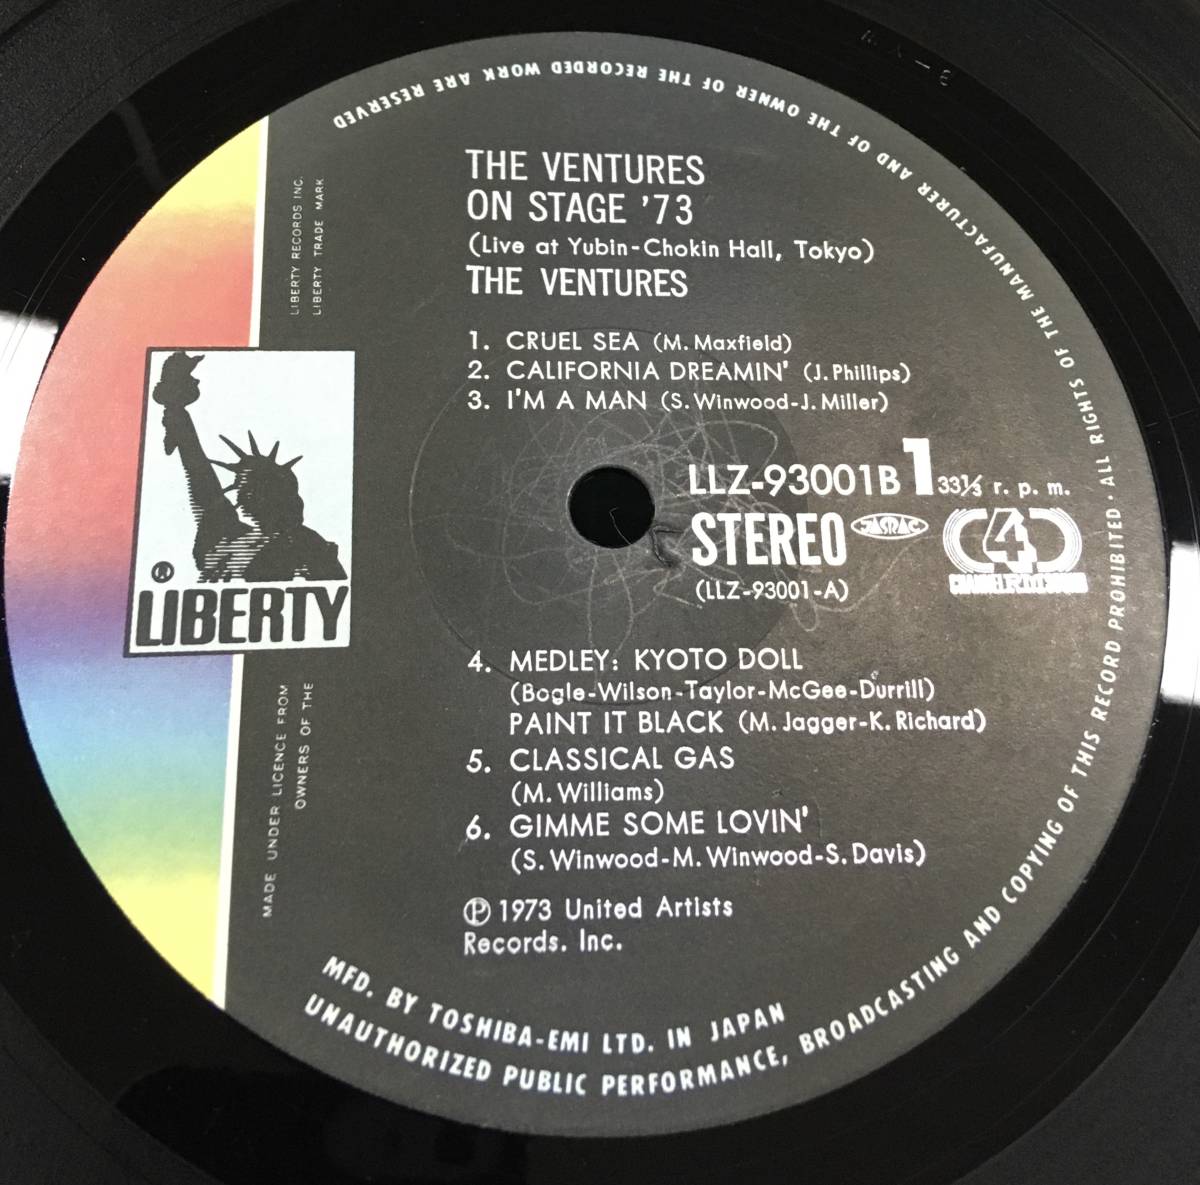 THE VENTURES
ON STAGE '73
(Live at Yubin-Chokin Hall, Tokyo)
THE VENTURES
1. CRUEL SEA (M. Maxfield)
2. CALIFORNIA DREAMIN' (J. Phillips)
3. I'M A MAN (S. Winwood-J. Miller)
LLZ-93001B 1 33⅓ r. p. m.
STEREO JASRAC 4
(LLZ-93001-A)
4. MEDLEY: KYOTO DOLL
(Bogle-Wilson-Taylor-McGee-Durrill)
PAINT IT BLACK (M. Jagger-K. Richard)
5. CLASSICAL GAS
(M. Williams)
6. GIMME SOME LOVIN'
(S. Winwood-M. Winwood-S. Davis)
Ⓟ 1973 United Artists
Records. Inc.
LIBERTY RECORDS INC.
LIBERTY TRADE MARK
®
LIBERTY
MADE UNDER LICENCE FROM
OWNERS OF THE
MFD. BY TOSHIBA-EMI LTD. IN JAPAN
UNAUTHORIZED PUBLIC PERFORMANCE, BROADCASTING AND COPYING OF THIS RECORD PROHIBITED · ALL RIGHTS OF THE MANUFACTURER AND OF THE OWNER OF THE RECORDED WORK ARE RESERVED